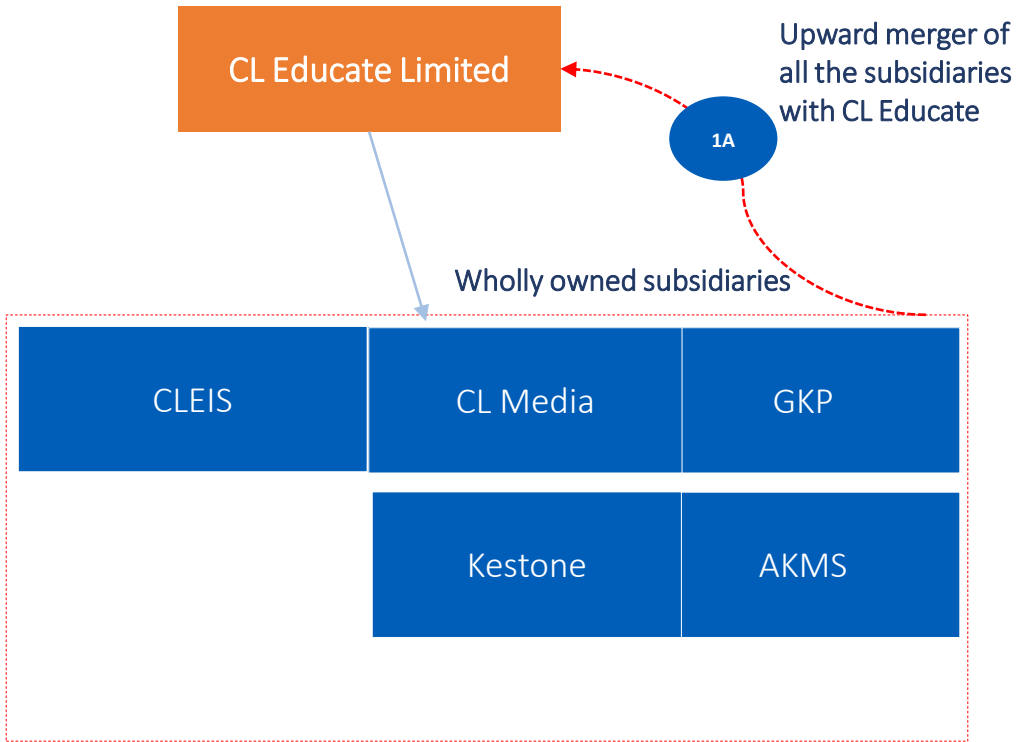 CL Educate Limited
Upward merger of
all the subsidiaries
with CL Educate
1A
Wholly owned subsidiaries
CLEIS
CL Media
GKP
Kestone
AKMS